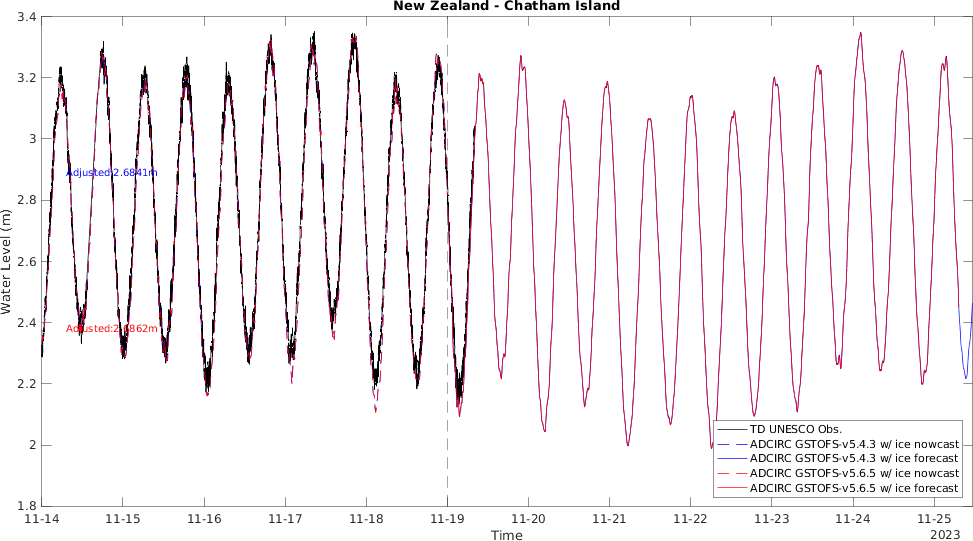 New Zealand - Chatham Island
3.4
3.2
3
2.8
2.6
2.4
2.2
2
1.8
Water Level (m)
Adjusted:2.6841m
Adjusted:2.6862m
TD UNESCO Obs.
ADCIRC GSTOFS-v5.4.3 w/ ice nowcast
ADCIRC GSTOFS-v5.4.3 w/ ice forecast
ADCIRC GSTOFS-v5.6.5 w/ ice nowcast
ADCIRC GSTOFS-v5.6.5 w/ ice forecast
11-14 11-15 11-16 11-17 11-18 11-19 11-20 11-21 11-22 11-23 11-24 11-25
2023
Time